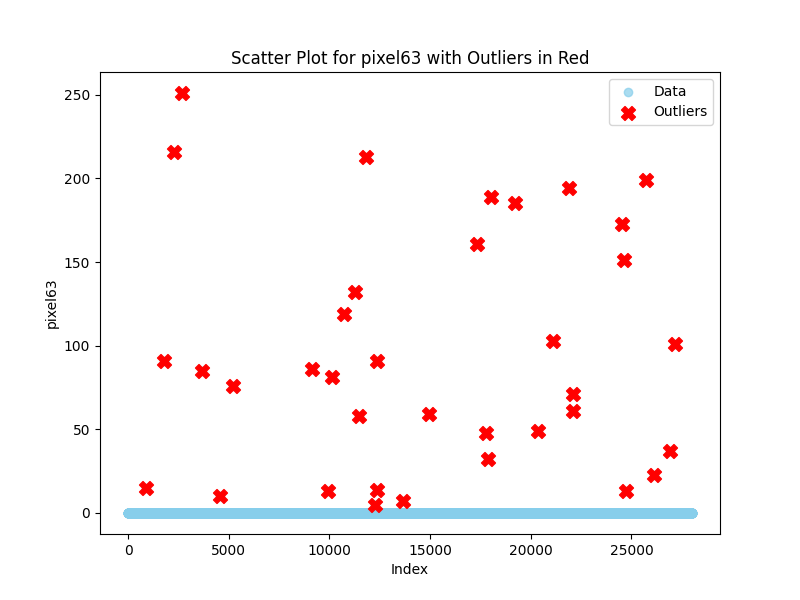 Scatter Plot for pixel63 with Outliers in Red
Data
Outliers
250
200
150
100
50
0
pixel63
0 5000 10000 15000 20000 25000
Index